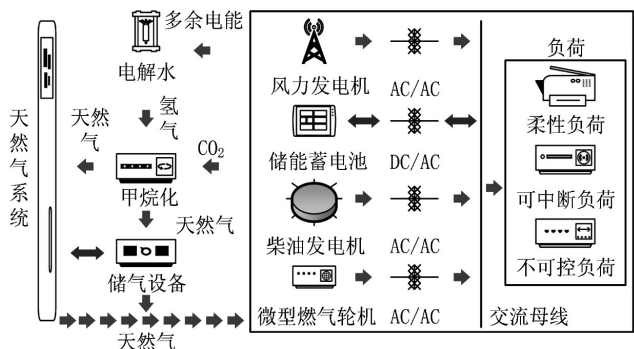 多余电能
电解水
氢气
天然气
CO₂
天然气系统
甲烷化
天然气
储气设备
天然气
风力发电机 AC/AC
储能蓄电池 DC/AC
柴油发电机 AC/AC
微型燃气轮机 AC/AC
负荷
柔性负荷
可中断负荷
不可控负荷
交流母线